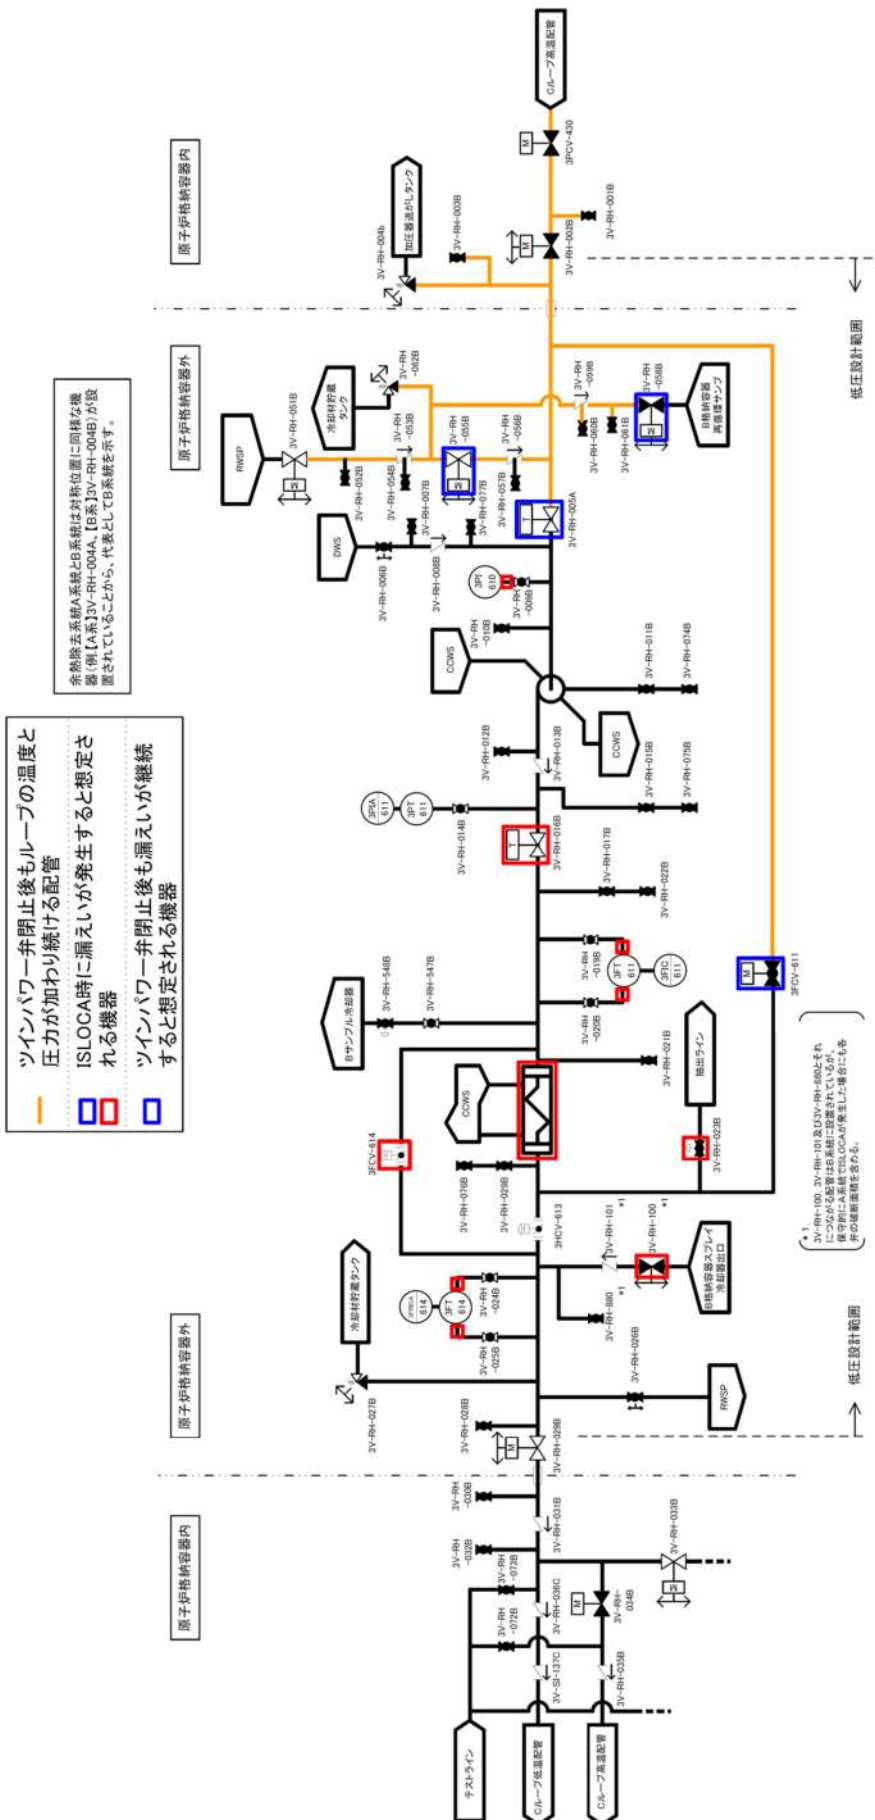 ツインパワー弁閉止後もループの温度と
圧力が加わり続ける配管
ISLOCA時に漏えいが発生すると想定さ
れる機器
ツインパワー弁閉止後も漏えいが継続
すると想定される機器
余熱除去系統A系統とB系統は対称位置に同様な機
器(例.【A系】3V-RH-004A、【B系】3V-RH-004B)が設
置されていることから、代表としてB系統を示す。
原子炉格納容器内
原子炉格納容器外
テストライン
Cループ低温配管
Cループ高温配管
3V-SI-137C
3V-RH-035B
3V-RH
-072B
3V-RH
-073B
3V-RH-036C
M
3V-RH-
034B
3V-RH-033B
M
3V-RH
-032B
3V-RH
-030B
3V-RH-031B
原子炉格納容器外
M
3V-RH-029B
3V-RH-028B
3V-RH-027B
冷却材貯蔵タンク
3V-RH
-025B
3V-RH
-024B
614
3FT
614
3V-RH-026B
RWSP
3V-RH-880
*1
3V-RH-101
*1
3V-RH-100
*1
B格納容器スプレイ
冷却器出口
3HCV-613
3FCV-614
3V-RH-076B
3V-RH-029B
CCWS
Bサンプル冷却器
3V-RH-548B
3V-RH-547B
3V-RH-023B
抽出ライン
3V-RH-021B
3V-RH
-020B
3V-RH
-019B
3FT
611
3FIC
611
3V-RH-022B
3V-RH-017B
T
3V-RH-016B
3V-RH-014B
3PIA
611
3PT
611
3V-RH-013B
3V-RH-012B
3V-RH-015B
3V-RH-075B
CCWS
CCWS
3V-RH-011B
3V-RH-074B
3V-RH
-010B
3PI
610
3V-RH
-009B
DWS
3V-RH-006B
3V-RH-008B
3V-RH-007B
3V-RH-077B
T
3V-RH-005A
M
3FCV-611
RWSP
M
3V-RH-051B
3V-RH-052B
3V-RH
-053B
3V-RH-054B
M
3V-RH
-055B
3V-RH
-056B
3V-RH-057B
冷却材貯蔵
タンク
3V-RH
-062B
3V-RH
-059B
3V-RH-060B
3V-RH-061B
M
3V-RH
-058B
B格納容器
再循環サンプ
原子炉格納容器外
原子炉格納容器内
3V-RH-004b
加圧器逃がしタンク
3V-RH-003B
M
3V-RH-002B
3V-RH-001B
M
3PCV-430
Cループ高温配管
低圧設計範囲
低圧設計範囲
*1
3V-RH-100、3V-RH-101及び3V-RH-880とそれ
につながる配管はB系統に設置されているが、
保守的にA系統でISLOCAが発生した場合にも各
弁の破断面積を含める。